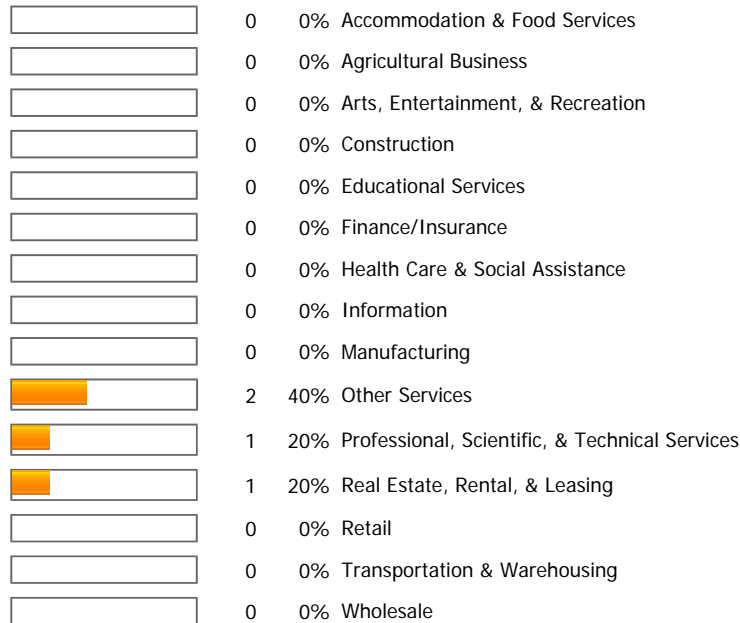 0 0% Accommodation & Food Services
0 0% Agricultural Business
0 0% Arts, Entertainment, & Recreation
0 0% Construction
0 0% Educational Services
0 0% Finance/Insurance
0 0% Health Care & Social Assistance
0 0% Information
0 0% Manufacturing
2 40% Other Services
1 20% Professional, Scientific, & Technical Services
1 20% Real Estate, Rental, & Leasing
0 0% Retail
0 0% Transportation & Warehousing
0 0% Wholesale